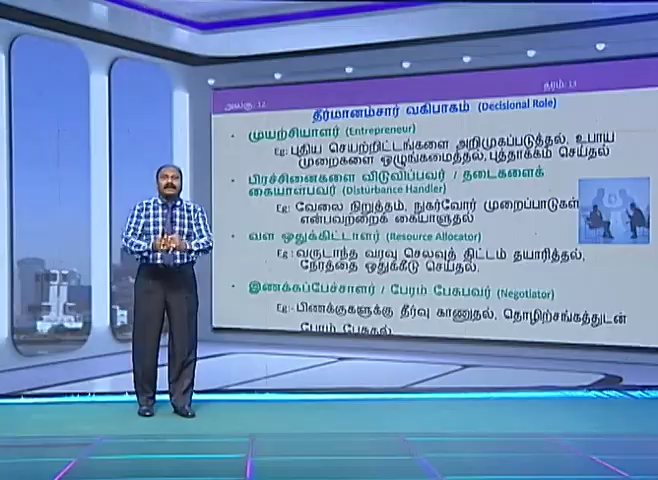 அலகு: 12
தரம்: 13
தீர்மானம்சார் வகிபாகம் (Decisional Role)
முயற்சியாளர் (Entrepreneur)
Eg: புதிய செயற்றிட்டங்களை அறிமுகப்படுத்தல், உபாய
முறைகளை ஒழுங்கமைத்தல், புத்தாக்கம் செய்தல்
பிரச்சினைகளை விடுவிப்பவர் / தடைகளைக்
கையாள்பவர் (Disturbance Handler)
Eg: வேலை நிறுத்தம், நுகர்வோர் முறைப்பாடுகள்
என்பவற்றைக் கையாளுதல்
வள ஒதுக்கீட்டாளர் (Resource Allocator)
Eg : வருடாந்த வரவு செலவுத் திட்டம் தயாரித்தல்,
நேரத்தை ஒதுக்கீடு செய்தல்.
இணக்கப்பேச்சாளர் / பேரம் பேசுபவர் (Negotiator)
Eg:- பிணக்குகளுக்கு தீர்வு காணுதல், தொழிற்சங்கத்துடன்
பேரம் பேசுதல்